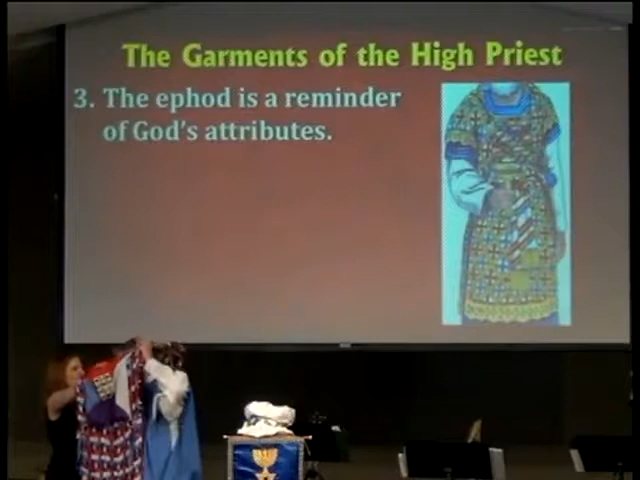 The Garments of the High Priest
3. The ephod is a reminder
of God's attributes.